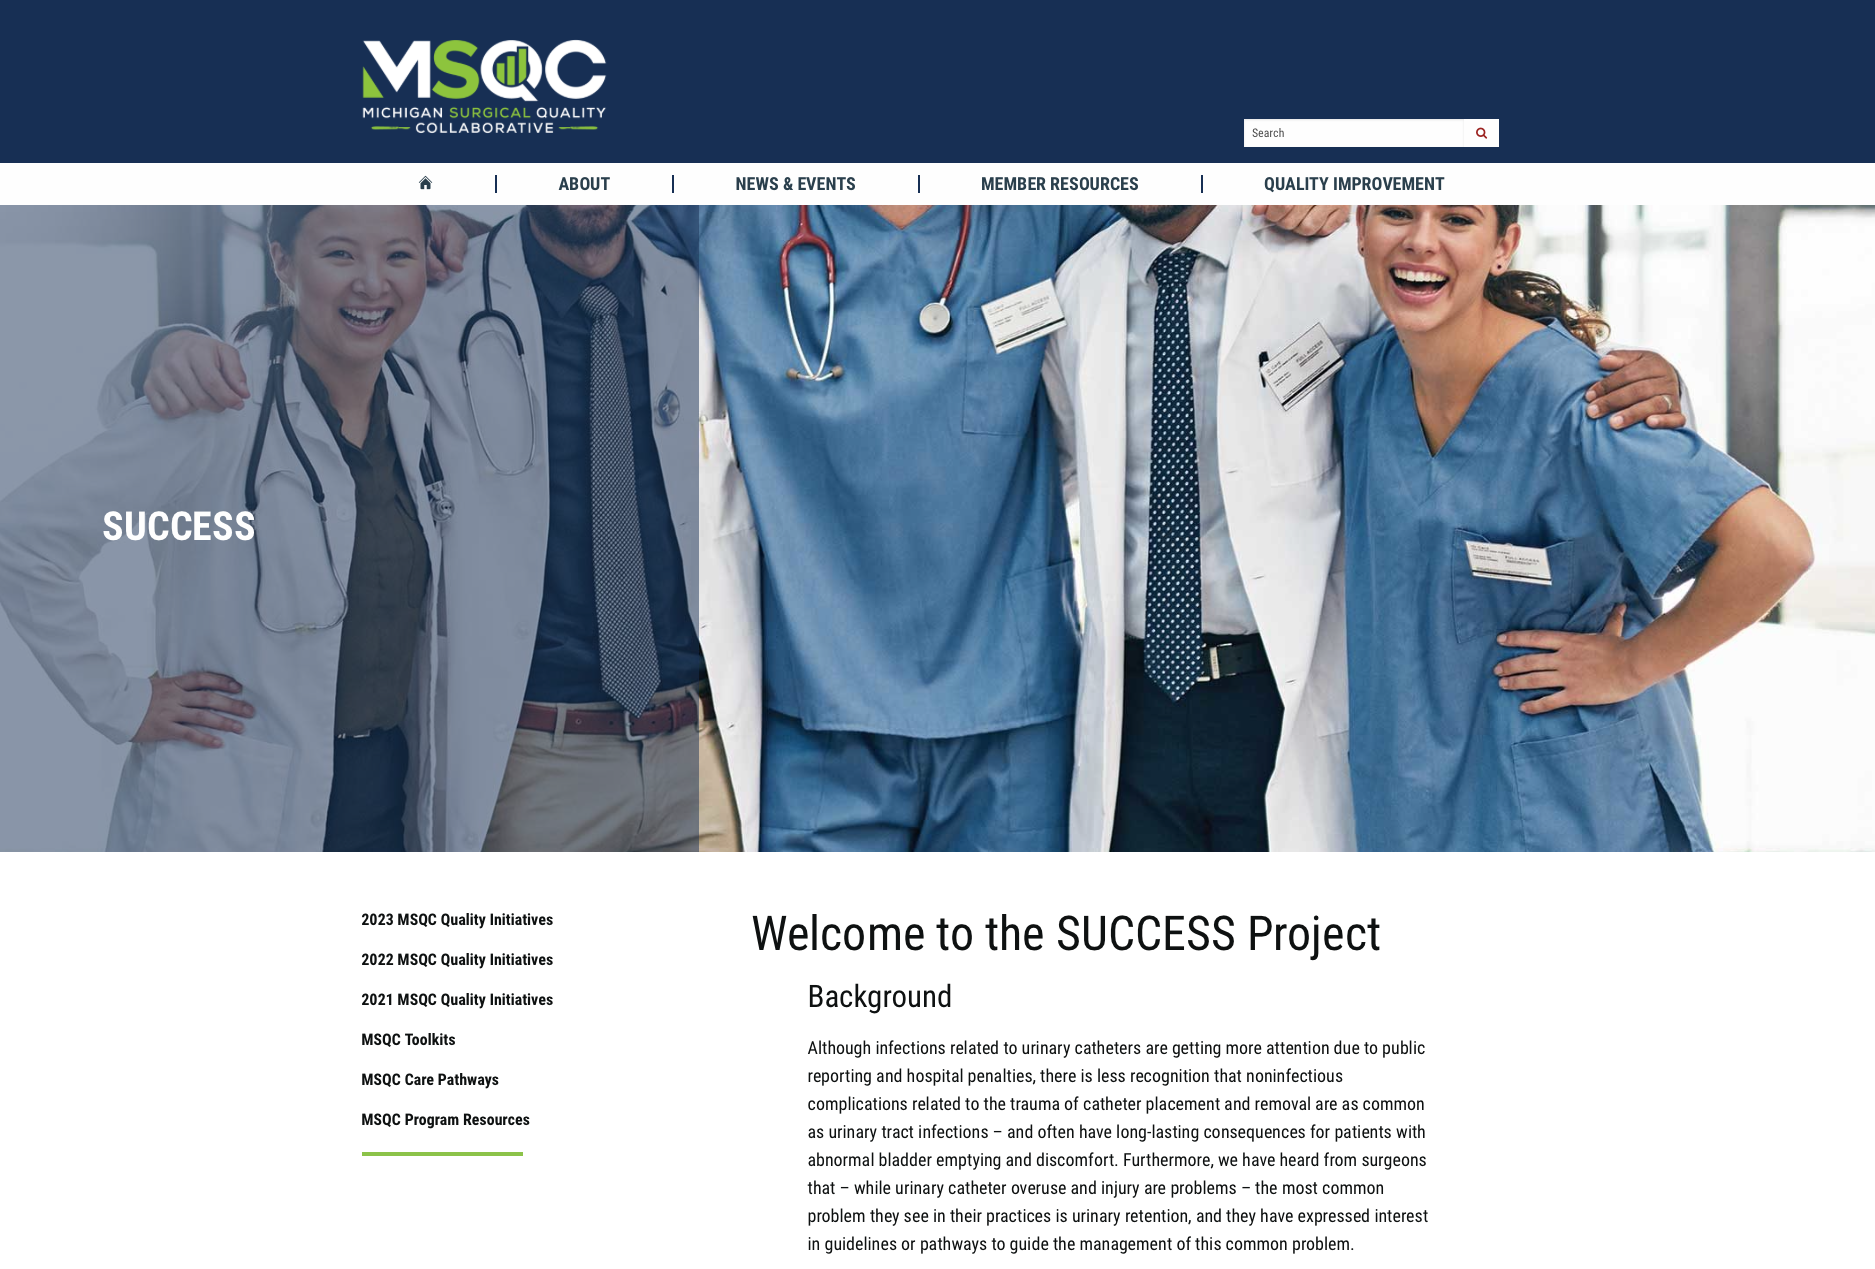 MSQC
MICHIGAN SURGICAL QUALITY
COLLABORATIVE
Search
ABOUT
NEWS & EVENTS
MEMBER RESOURCES
QUALITY IMPROVEMENT
FULL ACCESS
FULL ACCESS
FULL ACCESS
SUCCESS
2023 MSQC Quality Initiatives
2022 MSQC Quality Initiatives
2021 MSQC Quality Initiatives
MSQC Toolkits
MSQC Care Pathways
MSQC Program Resources
Welcome to the SUCCESS Project
Background
Although infections related to urinary catheters are getting more attention due to public
reporting and hospital penalties, there is less recognition that noninfectious
complications related to the trauma of catheter placement and removal are as common
as urinary tract infections – and often have long-lasting consequences for patients with
abnormal bladder emptying and discomfort. Furthermore, we have heard from surgeons
that – while urinary catheter overuse and injury are problems – the most common
problem they see in their practices is urinary retention, and they have expressed interest
in guidelines or pathways to guide the management of this common problem.